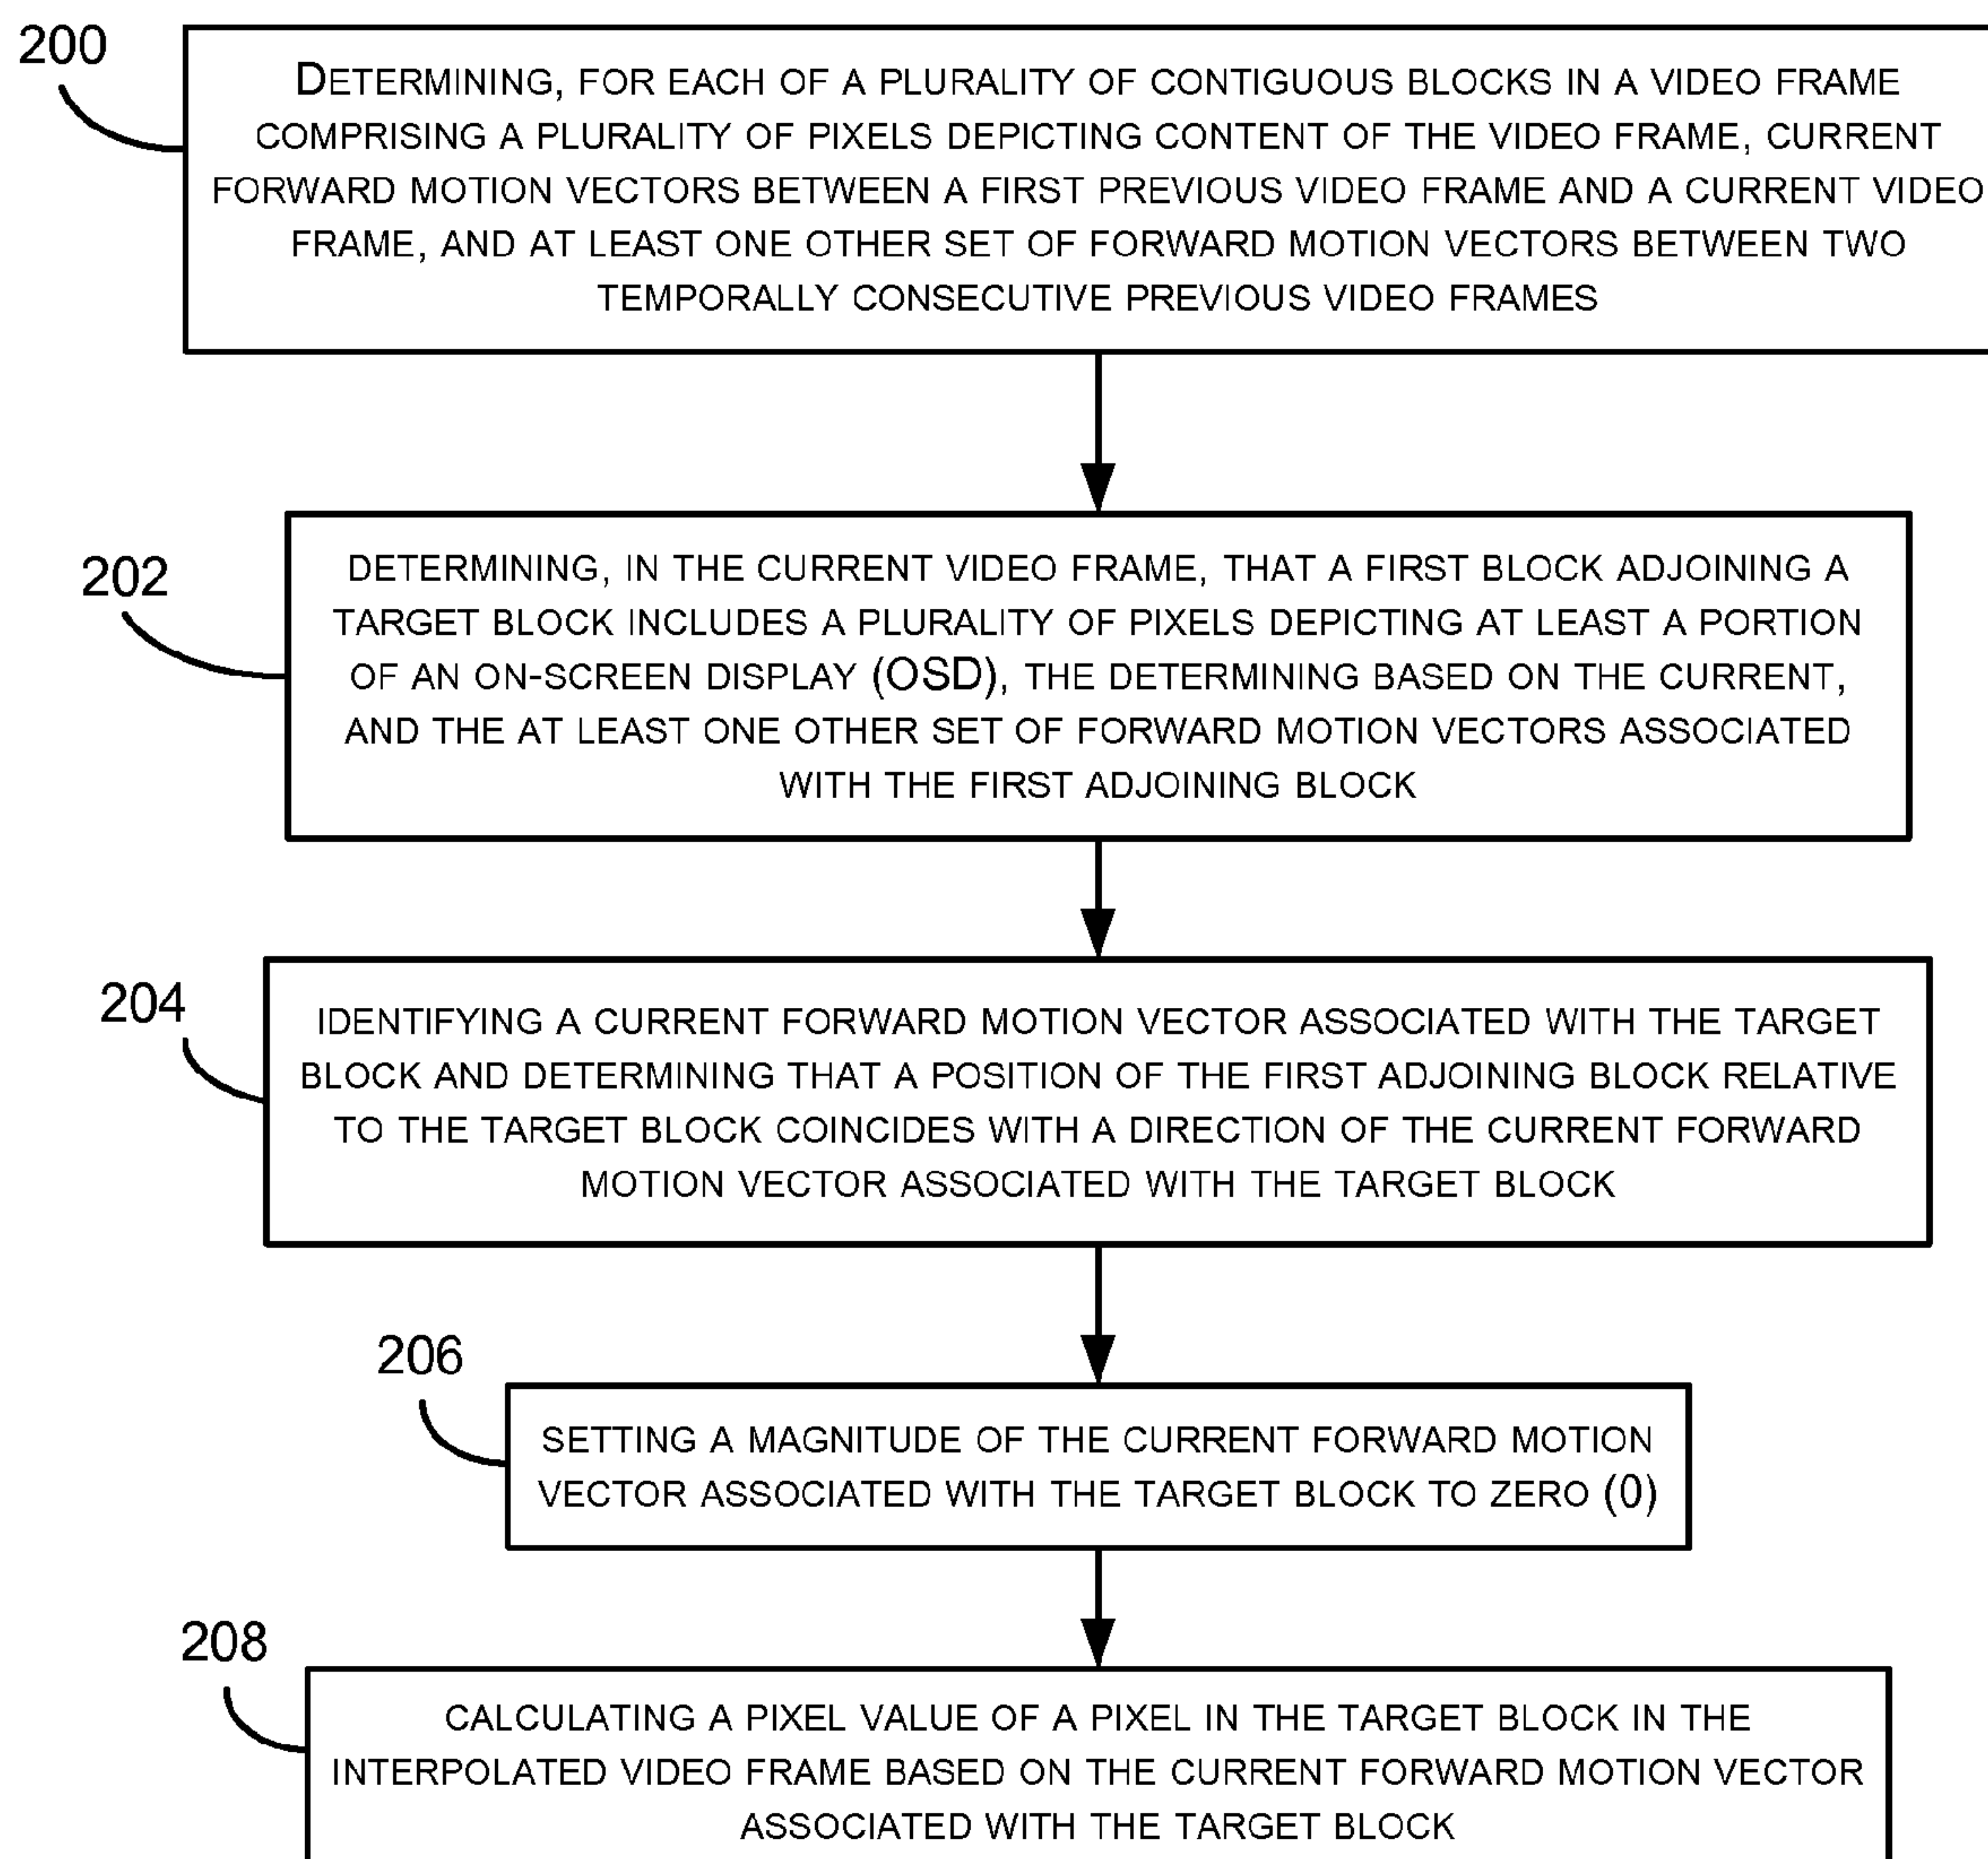 200
DETERMINING, FOR EACH OF A PLURALITY OF CONTIGUOUS BLOCKS IN A VIDEO FRAME
COMPRISING A PLURALITY OF PIXELS DEPICTING CONTENT OF THE VIDEO FRAME, CURRENT
FORWARD MOTION VECTORS BETWEEN A FIRST PREVIOUS VIDEO FRAME AND A CURRENT VIDEO
FRAME, AND AT LEAST ONE OTHER SET OF FORWARD MOTION VECTORS BETWEEN TWO
TEMPORALLY CONSECUTIVE PREVIOUS VIDEO FRAMES
202
DETERMINING, IN THE CURRENT VIDEO FRAME, THAT A FIRST BLOCK ADJOINING A
TARGET BLOCK INCLUDES A PLURALITY OF PIXELS DEPICTING AT LEAST A PORTION
OF AN ON-SCREEN DISPLAY (OSD), THE DETERMINING BASED ON THE CURRENT,
AND THE AT LEAST ONE OTHER SET OF FORWARD MOTION VECTORS ASSOCIATED
WITH THE FIRST ADJOINING BLOCK
204
IDENTIFYING A CURRENT FORWARD MOTION VECTOR ASSOCIATED WITH THE TARGET
BLOCK AND DETERMINING THAT A POSITION OF THE FIRST ADJOINING BLOCK RELATIVE
TO THE TARGET BLOCK COINCIDES WITH A DIRECTION OF THE CURRENT FORWARD
MOTION VECTOR ASSOCIATED WITH THE TARGET BLOCK
206
SETTING A MAGNITUDE OF THE CURRENT FORWARD MOTION
VECTOR ASSOCIATED WITH THE TARGET BLOCK TO ZERO (0)
208
CALCULATING A PIXEL VALUE OF A PIXEL IN THE TARGET BLOCK IN THE
INTERPOLATED VIDEO FRAME BASED ON THE CURRENT FORWARD MOTION VECTOR
ASSOCIATED WITH THE TARGET BLOCK